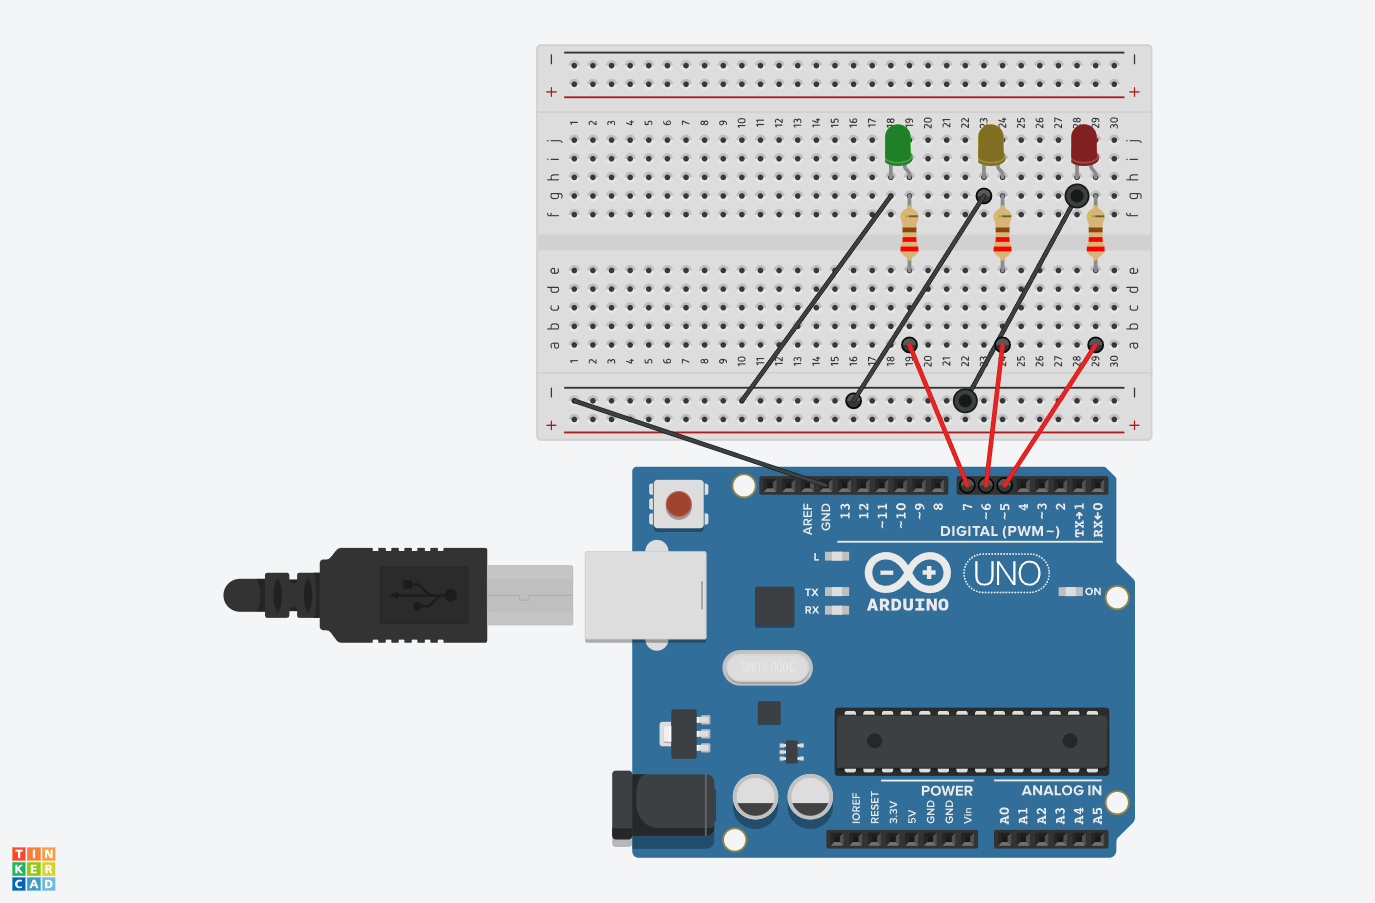 − −
+ +
1 2 3 4 5 6 7 8 9 10 11 12 13 14 15 16 17 18 19 20 21 22 23 24 25 26 27 28 29 30
j j
i i
h h
g g
f f
e e
d d
c c
b b
a a
1 2 3 4 5 6 7 8 9 10 11 12 13 14 15 16 17 18 19 20 21 22 23 24 25 26 27 28 29 30
− −
+ +
AREF GND 13 12 ~11 ~10 ~9 8 7 ~6 ~5 4 ~3 2 TX→1 RX←0
DIGITAL (PWM ~)
L
TX
RX
UNO
ARDUINO
ON
POWER ANALOG IN
IOREF RESET 3.3V 5V GND GND Vin A0 A1 A2 A3 A4 A5
TIN
KER
CAD